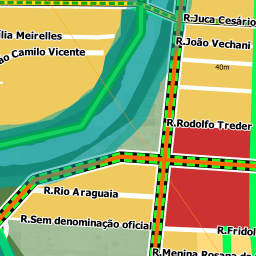 R.Juca Cesário
R.João Vechani
ília Meirelles
ao Camilo Vicente
40m
R.Rodolfo Treder
R.Rio Araguaia
R.Sem denominação oficial
R.Fridol
R.Menina Rosana de